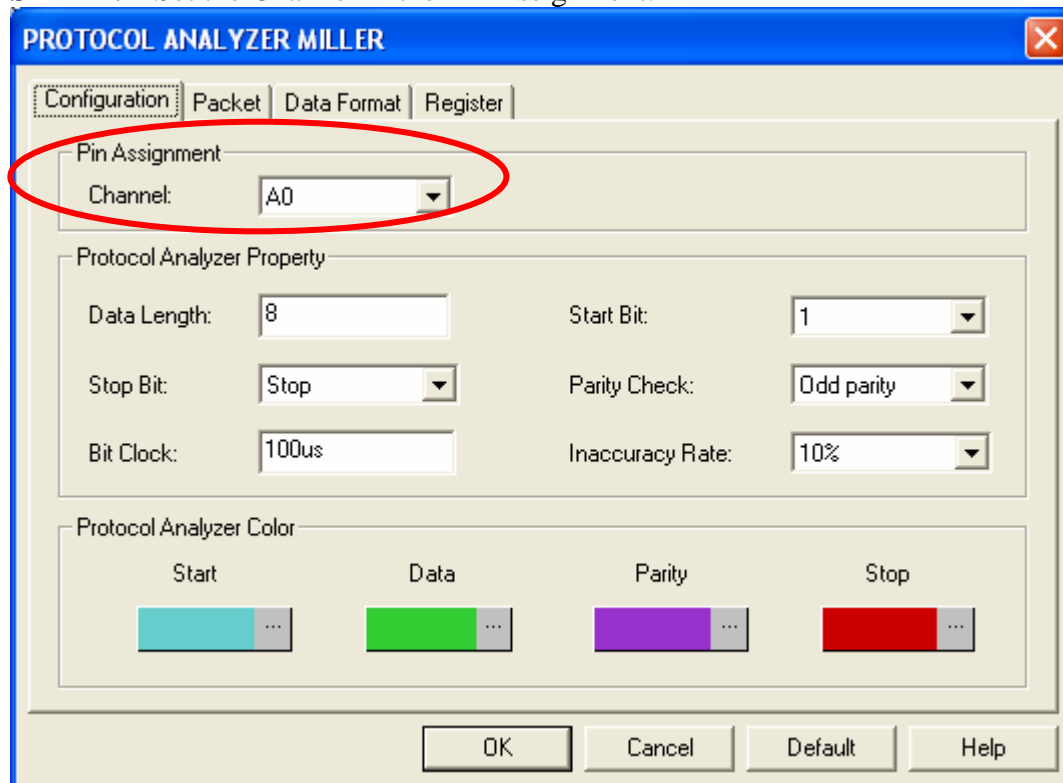 PROTOCOL ANALYZER MILLER
Configuration Packet Data Format Register
Pin Assignment
Channel: A0
Protocol Analyzer Property
Data Length: 8 Start Bit: 1
Stop Bit: Stop Parity Check: Odd parity
Bit Clock: 100us Inaccuracy Rate: 10%
Protocol Analyzer Color
Start Data Parity Stop
... ... ... ...
OK Cancel Default Help